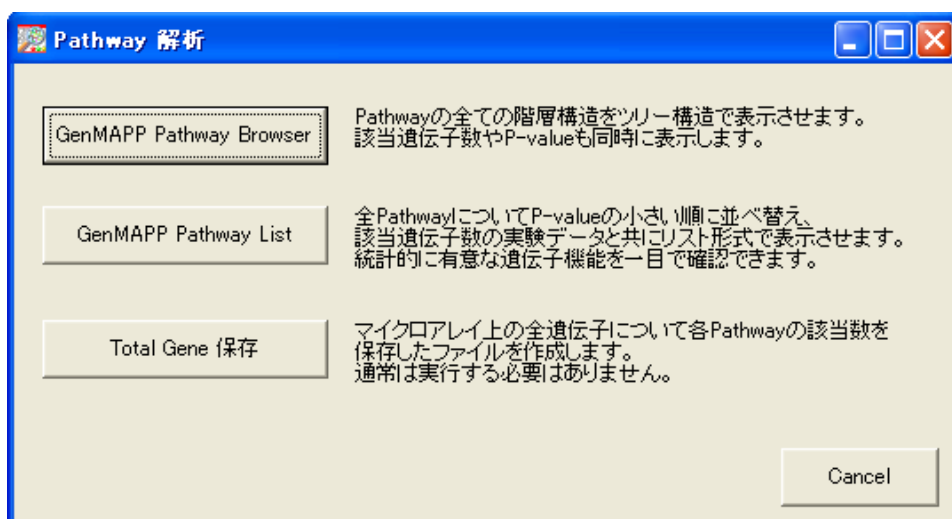 Pathway 解析
GenMAPP Pathway Browser
Pathwayの全ての階層構造をツリー構造で表示させます。
該当遺伝子数やP-valueも同時に表示します。
GenMAPP Pathway List
全PathwayについてP-valueの小さい順に並べ替え、
該当遺伝子数の実験データと共にリスト形式で表示させます。
統計的に有意な遺伝子機能を一目で確認できます。
Total Gene 保存
マイクロアレイ上の全遺伝子について各Pathwayの該当数を
保存したファイルを作成します。
通常は実行する必要はありません。
Cancel